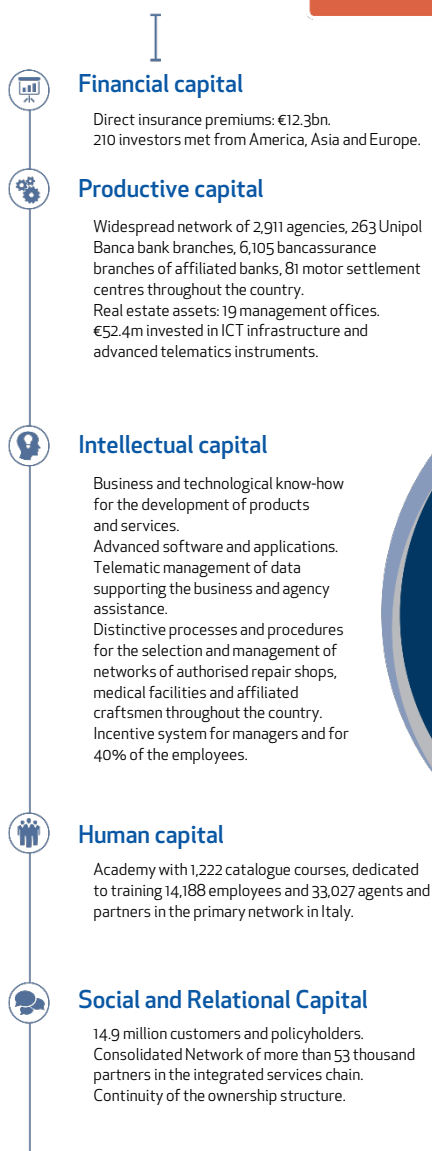 Financial capital
Direct insurance premiums: €12.3bn.
210 investors met from America, Asia and Europe.
Productive capital
Widespread network of 2,911 agencies, 263 Unipol
Banca bank branches, 6,105 bancassurance
branches of affiliated banks, 81 motor settlement
centres throughout the country.
Real estate assets: 19 management offices.
€52.4m invested in ICT infrastructure and
advanced telematics instruments.
Intellectual capital
Business and technological know-how
for the development of products
and services.
Advanced software and applications.
Telematic management of data
supporting the business and agency
assistance.
Distinctive processes and procedures
for the selection and management of
networks of authorised repair shops,
medical facilities and affiliated
craftsmen throughout the country.
Incentive system for managers and for
40% of the employees.
Human capital
Academy with 1,222 catalogue courses, dedicated
to training 14,188 employees and 33,027 agents and
partners in the primary network in Italy.
Social and Relational Capital
14.9 million customers and policyholders.
Consolidated Network of more than 53 thousand
partners in the integrated services chain.
Continuity of the ownership structure.